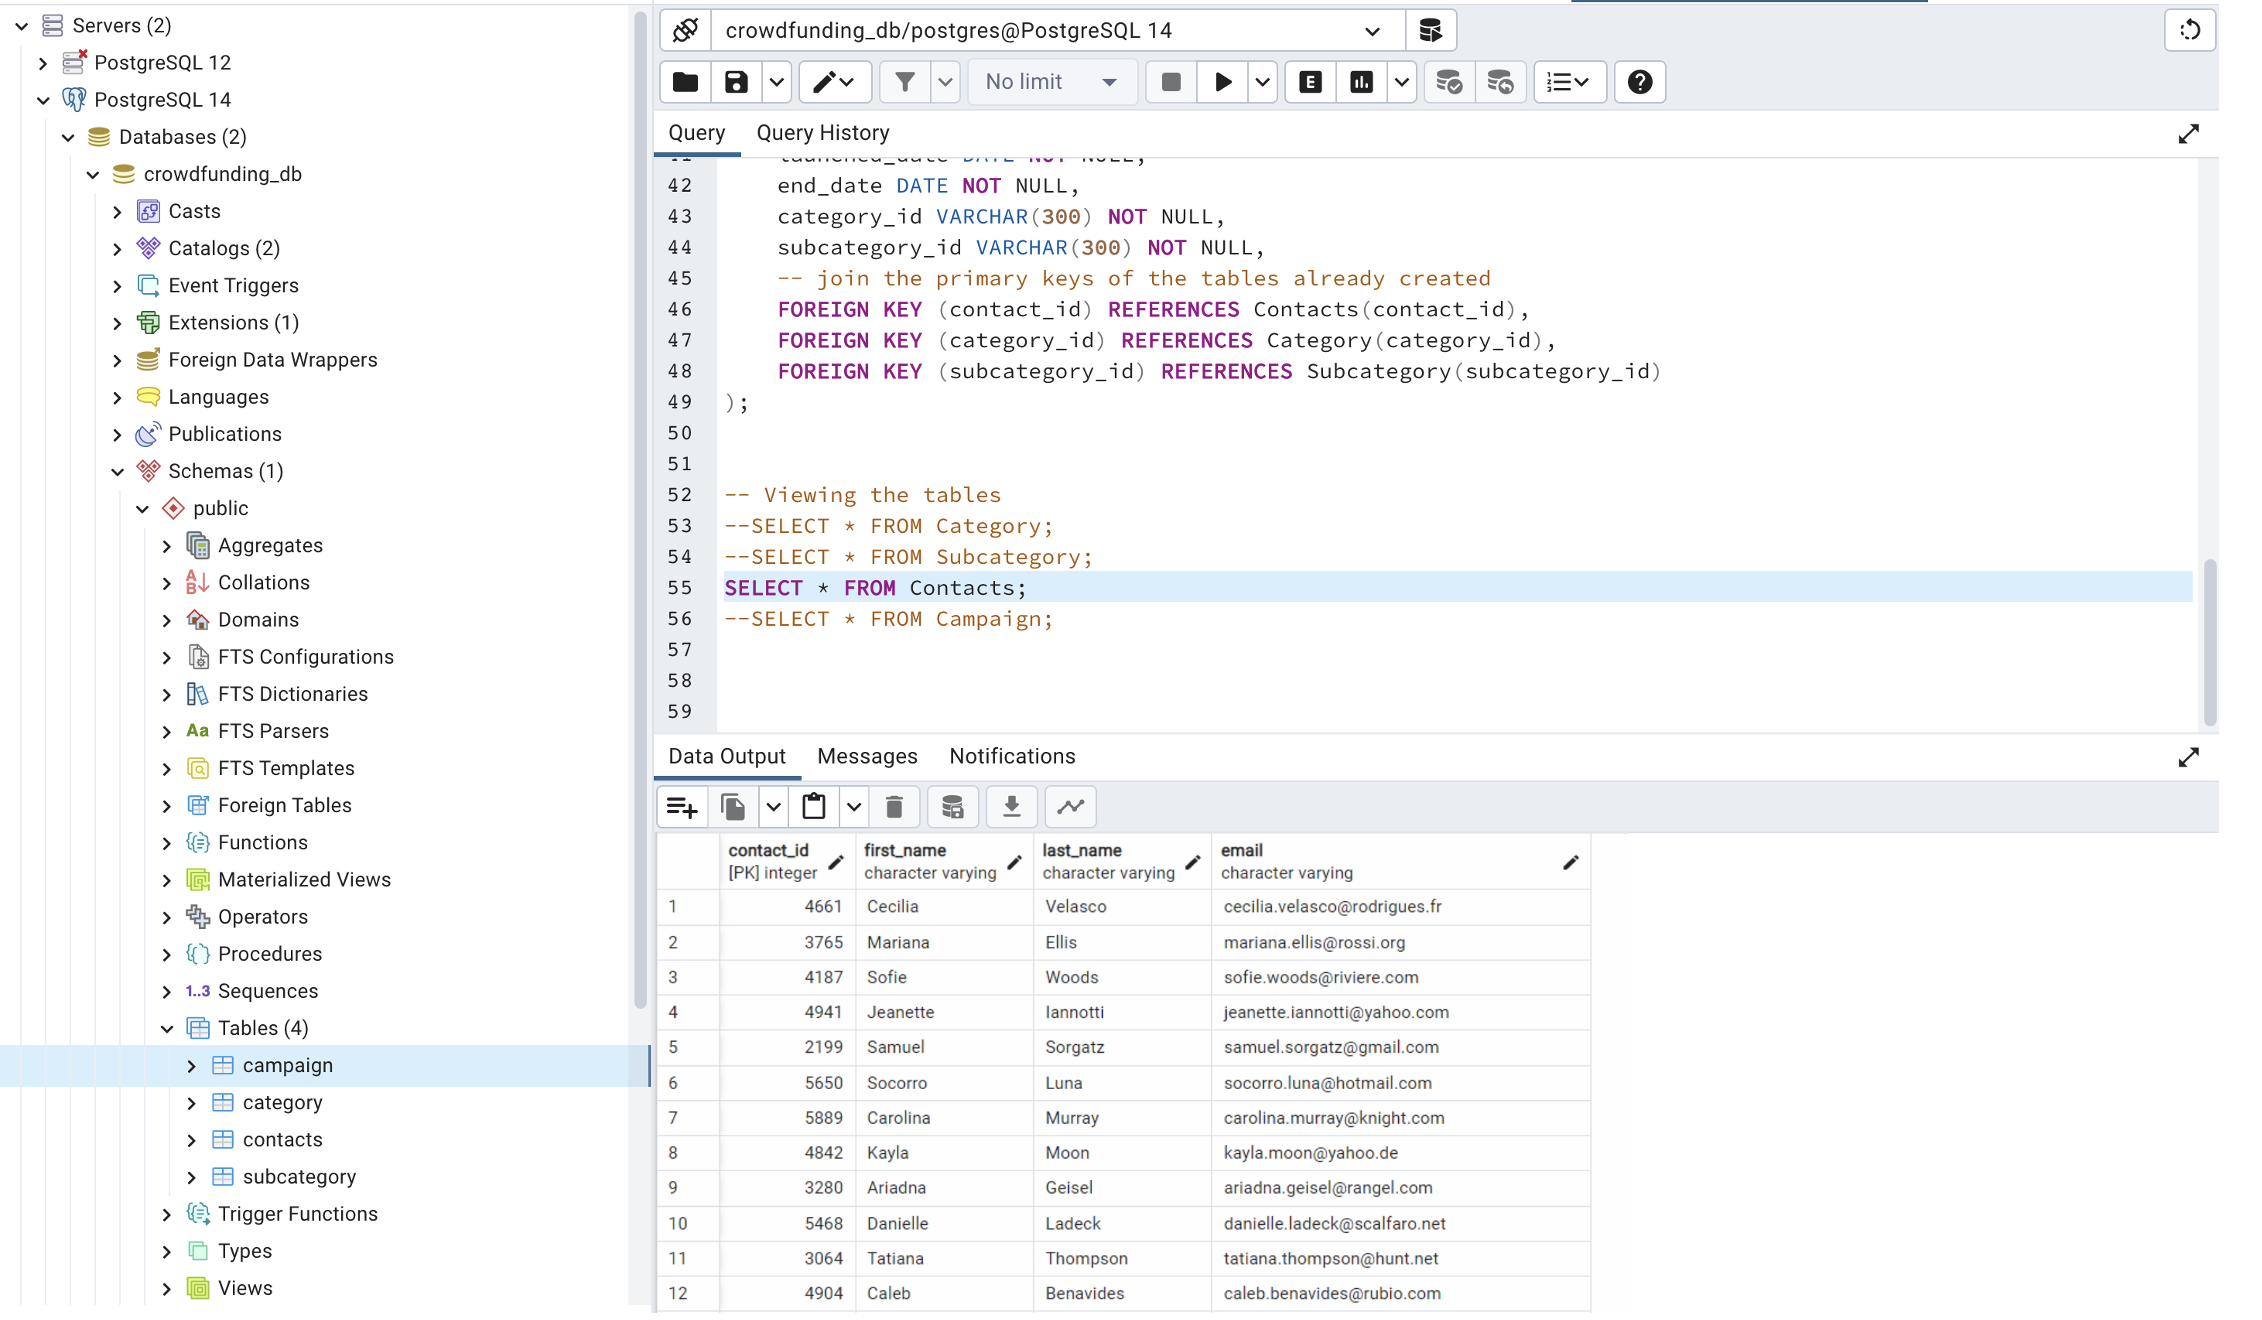 Servers (2)
PostgreSQL 12
PostgreSQL 14
Databases (2)
crowdfunding_db
Casts
Catalogs (2)
Event Triggers
Extensions (1)
Foreign Data Wrappers
Languages
Publications
Schemas (1)
public
Aggregates
Collations
Domains
FTS Configurations
FTS Dictionaries
Aa FTS Parsers
FTS Templates
Foreign Tables
Functions
Materialized Views
Operators
Procedures
1..3 Sequences
Tables (4)
campaign
category
contacts
subcategory
Trigger Functions
Types
Views
crowdfunding_db/postgres@PostgreSQL 14
No limit
E
Query Query History
41 launched_date DATE NOT NULL,
42 end_date DATE NOT NULL,
43 category_id VARCHAR(300) NOT NULL,
44 subcategory_id VARCHAR(300) NOT NULL,
45 -- join the primary keys of the tables already created
46 FOREIGN KEY (contact_id) REFERENCES Contacts(contact_id),
47 FOREIGN KEY (category_id) REFERENCES Category(category_id),
48 FOREIGN KEY (subcategory_id) REFERENCES Subcategory(subcategory_id)
49 );
50
51
52 -- Viewing the tables
53 --SELECT * FROM Category;
54 --SELECT * FROM Subcategory;
55 SELECT * FROM Contacts;
56 --SELECT * FROM Campaign;
57
58
59
Data Output Messages Notifications
contact_id first_name last_name email
[PK] integer character varying character varying character varying
1 4661 Cecilia Velasco cecilia.velasco@rodrigues.fr
2 3765 Mariana Ellis mariana.ellis@rossi.org
3 4187 Sofie Woods sofie.woods@riviere.com
4 4941 Jeanette Iannotti jeanette.iannotti@yahoo.com
5 2199 Samuel Sorgatz samuel.sorgatz@gmail.com
6 5650 Socorro Luna socorro.luna@hotmail.com
7 5889 Carolina Murray carolina.murray@knight.com
8 4842 Kayla Moon kayla.moon@yahoo.de
9 3280 Ariadna Geisel ariadna.geisel@rangel.com
10 5468 Danielle Ladeck danielle.ladeck@scalfaro.net
11 3064 Tatiana Thompson tatiana.thompson@hunt.net
12 4904 Caleb Benavides caleb.benavides@rubio.com